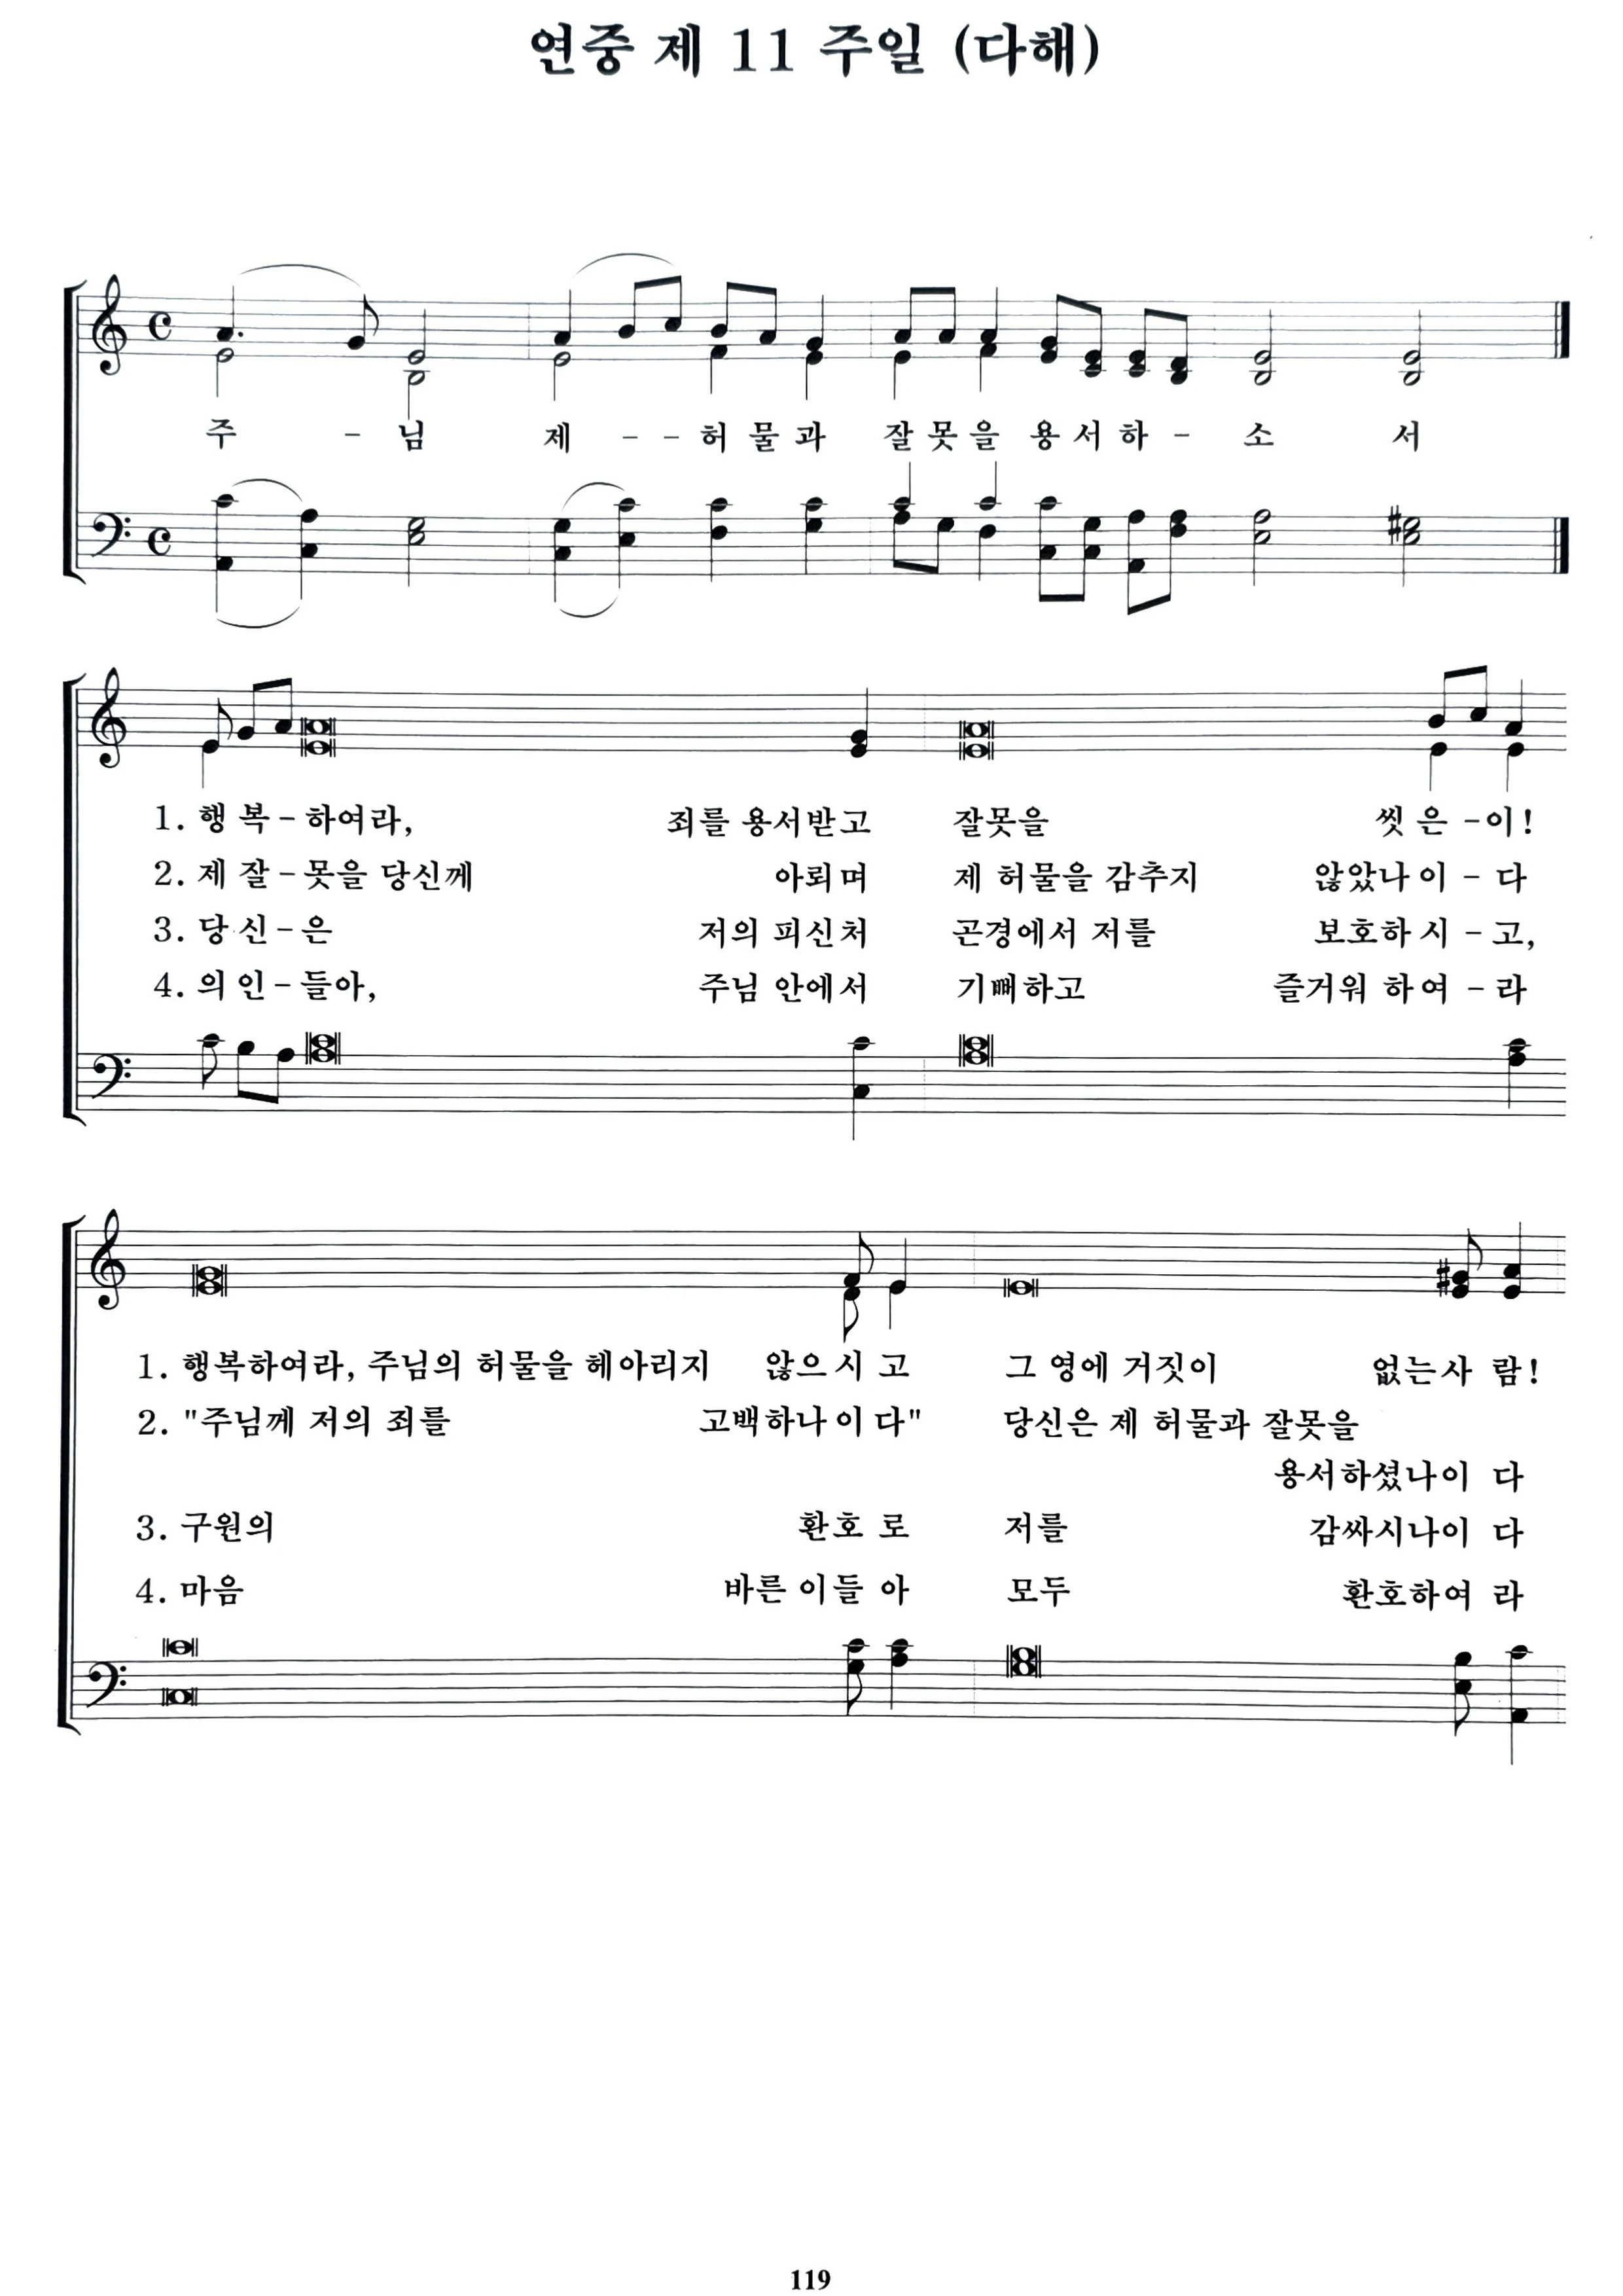 연중 제 11 주일 (다해)
주 - 님 제 - - 허 물 과 잘 못 을 용 서 하 - 소 서
1. 행 복 - 하여라, 죄를 용서받고 잘못을 씻 은 - 이!
2. 제 잘 - 못을 당신께 아뢰며 제 허물을 감추지 않았나 이 - 다
3. 당 신 - 은 저의 피신처 곤경에서 저를 보호하 시 - 고,
4. 의 인 - 들아, 주님 안에서 기뻐하고 즐거워 하 여 - 라
1. 행복하여라, 주님의 허물을 헤아리지 않으 시 고 그 영에 거짓이 없는사 람!
2. "주님께 저의 죄를 고백하나 이 다" 당신은 제 허물과 잘못을
용서하셨나이 다
3. 구원의 환호 로 저를 감싸시나이 다
4. 마음 바른 이들 아 모두 환호하여 라
119